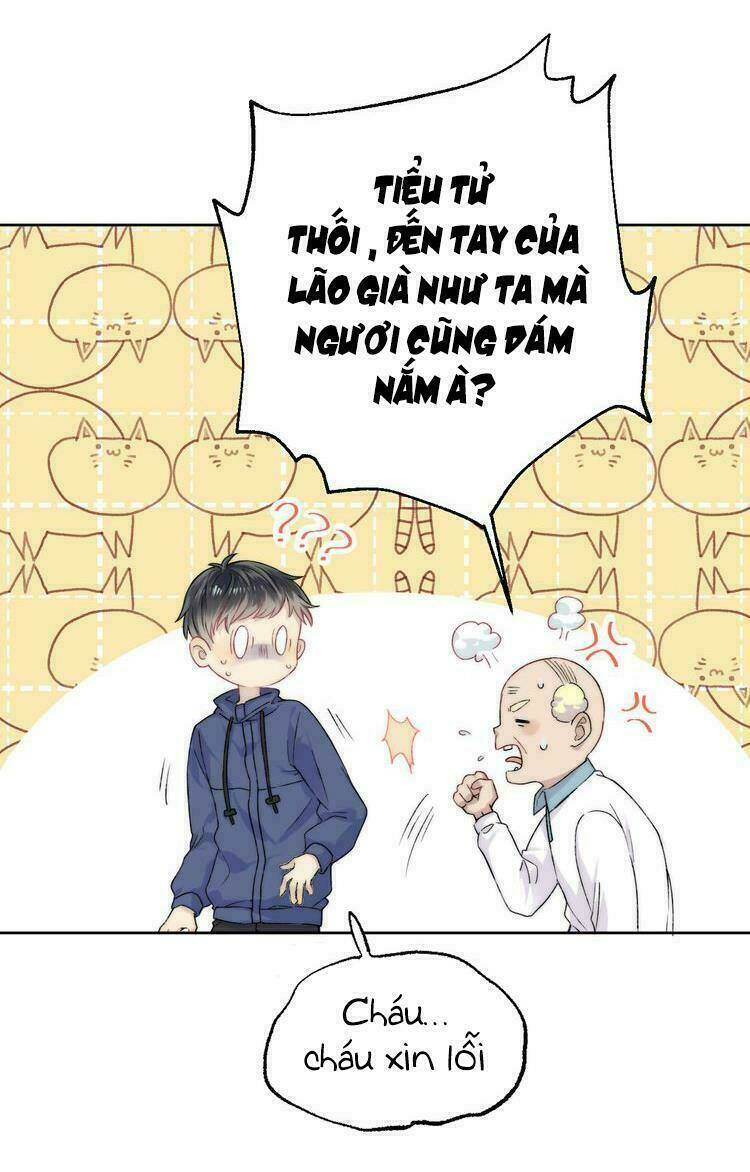 TIỂU TỬ
THỐI, ĐẾN TAY CỦA
LÃO GIÀ NHƯ TA MÀ
NGƯƠI CŨNG DÁM
NẮM À?
???
Cháu...
cháu xin lỗi